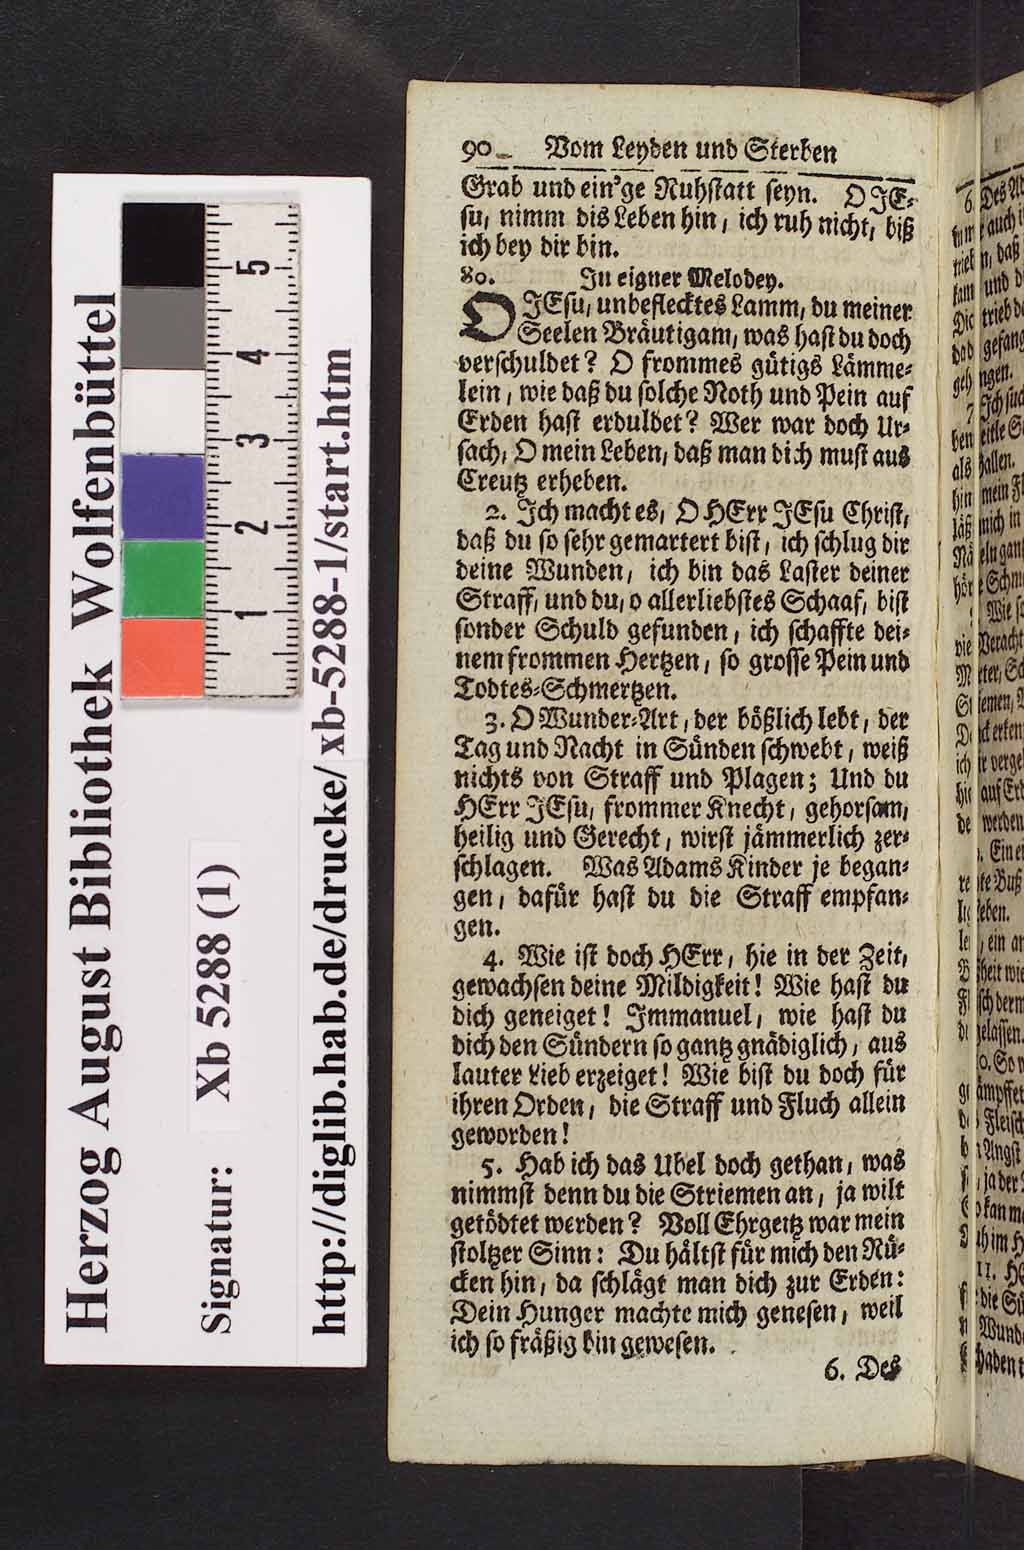 90 Vom Leyden und Sterben
Grab und ein'ge Ruhstatt seyn. O JE-
su, nimm dis Leben hin, ich ruh nicht, biß
ich bey dir bin.
80. In eigner Melodey.
O JEsu, unbeflecktes Lamm, du meiner
Seelen Bräutigam, was hast du doch
verschuldet? O frommes gütigs Lämme-
lein, wie daß du solche Noth und Pein auf
Erden hast erduldet? Wer war doch Ur-
sach, O mein Leben, daß man dich must aus
Creutz erheben.
2. Ich macht es, O HErr JEsu Christ,
daß du so sehr gemartert bist, ich schlug dir
deine Wunden, ich bin das Laster deiner
Straff, und du, o allerliebstes Schaaf, bist
sonder Schuld gefunden, ich schaffte dei-
nem frommen Hertzen, so grosse Pein und
Todtes-Schmertzen.
3. O Wunder-Art, der bößlich lebt, der
Tag und Nacht in Sünden schwebt, weiß
nichts von Straff und Plagen; Und du
HErr JEsu, frommer Knecht, gehorsam,
heilig und Gerecht, wirst jämmerlich zer-
schlagen. Was Adams Kinder je began-
gen, dafür hast du die Straff empfan-
gen.
4. Wie ist doch HErr, hie in der Zeit,
gewachsen deine Mildigkeit! Wie hast du
dich geneiget! Immanuel, wie hast du
dich den Sündern so gantz gnädiglich, aus
lauter Lieb erzeiget! Wie bist du doch für
ihren Orden, die Straff und Fluch allein
geworden!
5. Hab ich das Ubel doch gethan, was
nimmst denn du die Striemen an, ja wilt
getödtet werden? Voll Ehrgeitz war mein
stoltzer Sinn: Du hältst für mich den Rü-
cken hin, da schlägt man dich zur Erden:
Dein Hunger machte mich genesen, weil
ich so fräßig bin gewesen.
6. Des
Herzog August Bibliothek Wolfenbüttel
Signatur: Xb 5288 (1)
http://diglib.hab.de/drucke/xb-5288-1/start.htm
1 2 3 4 5